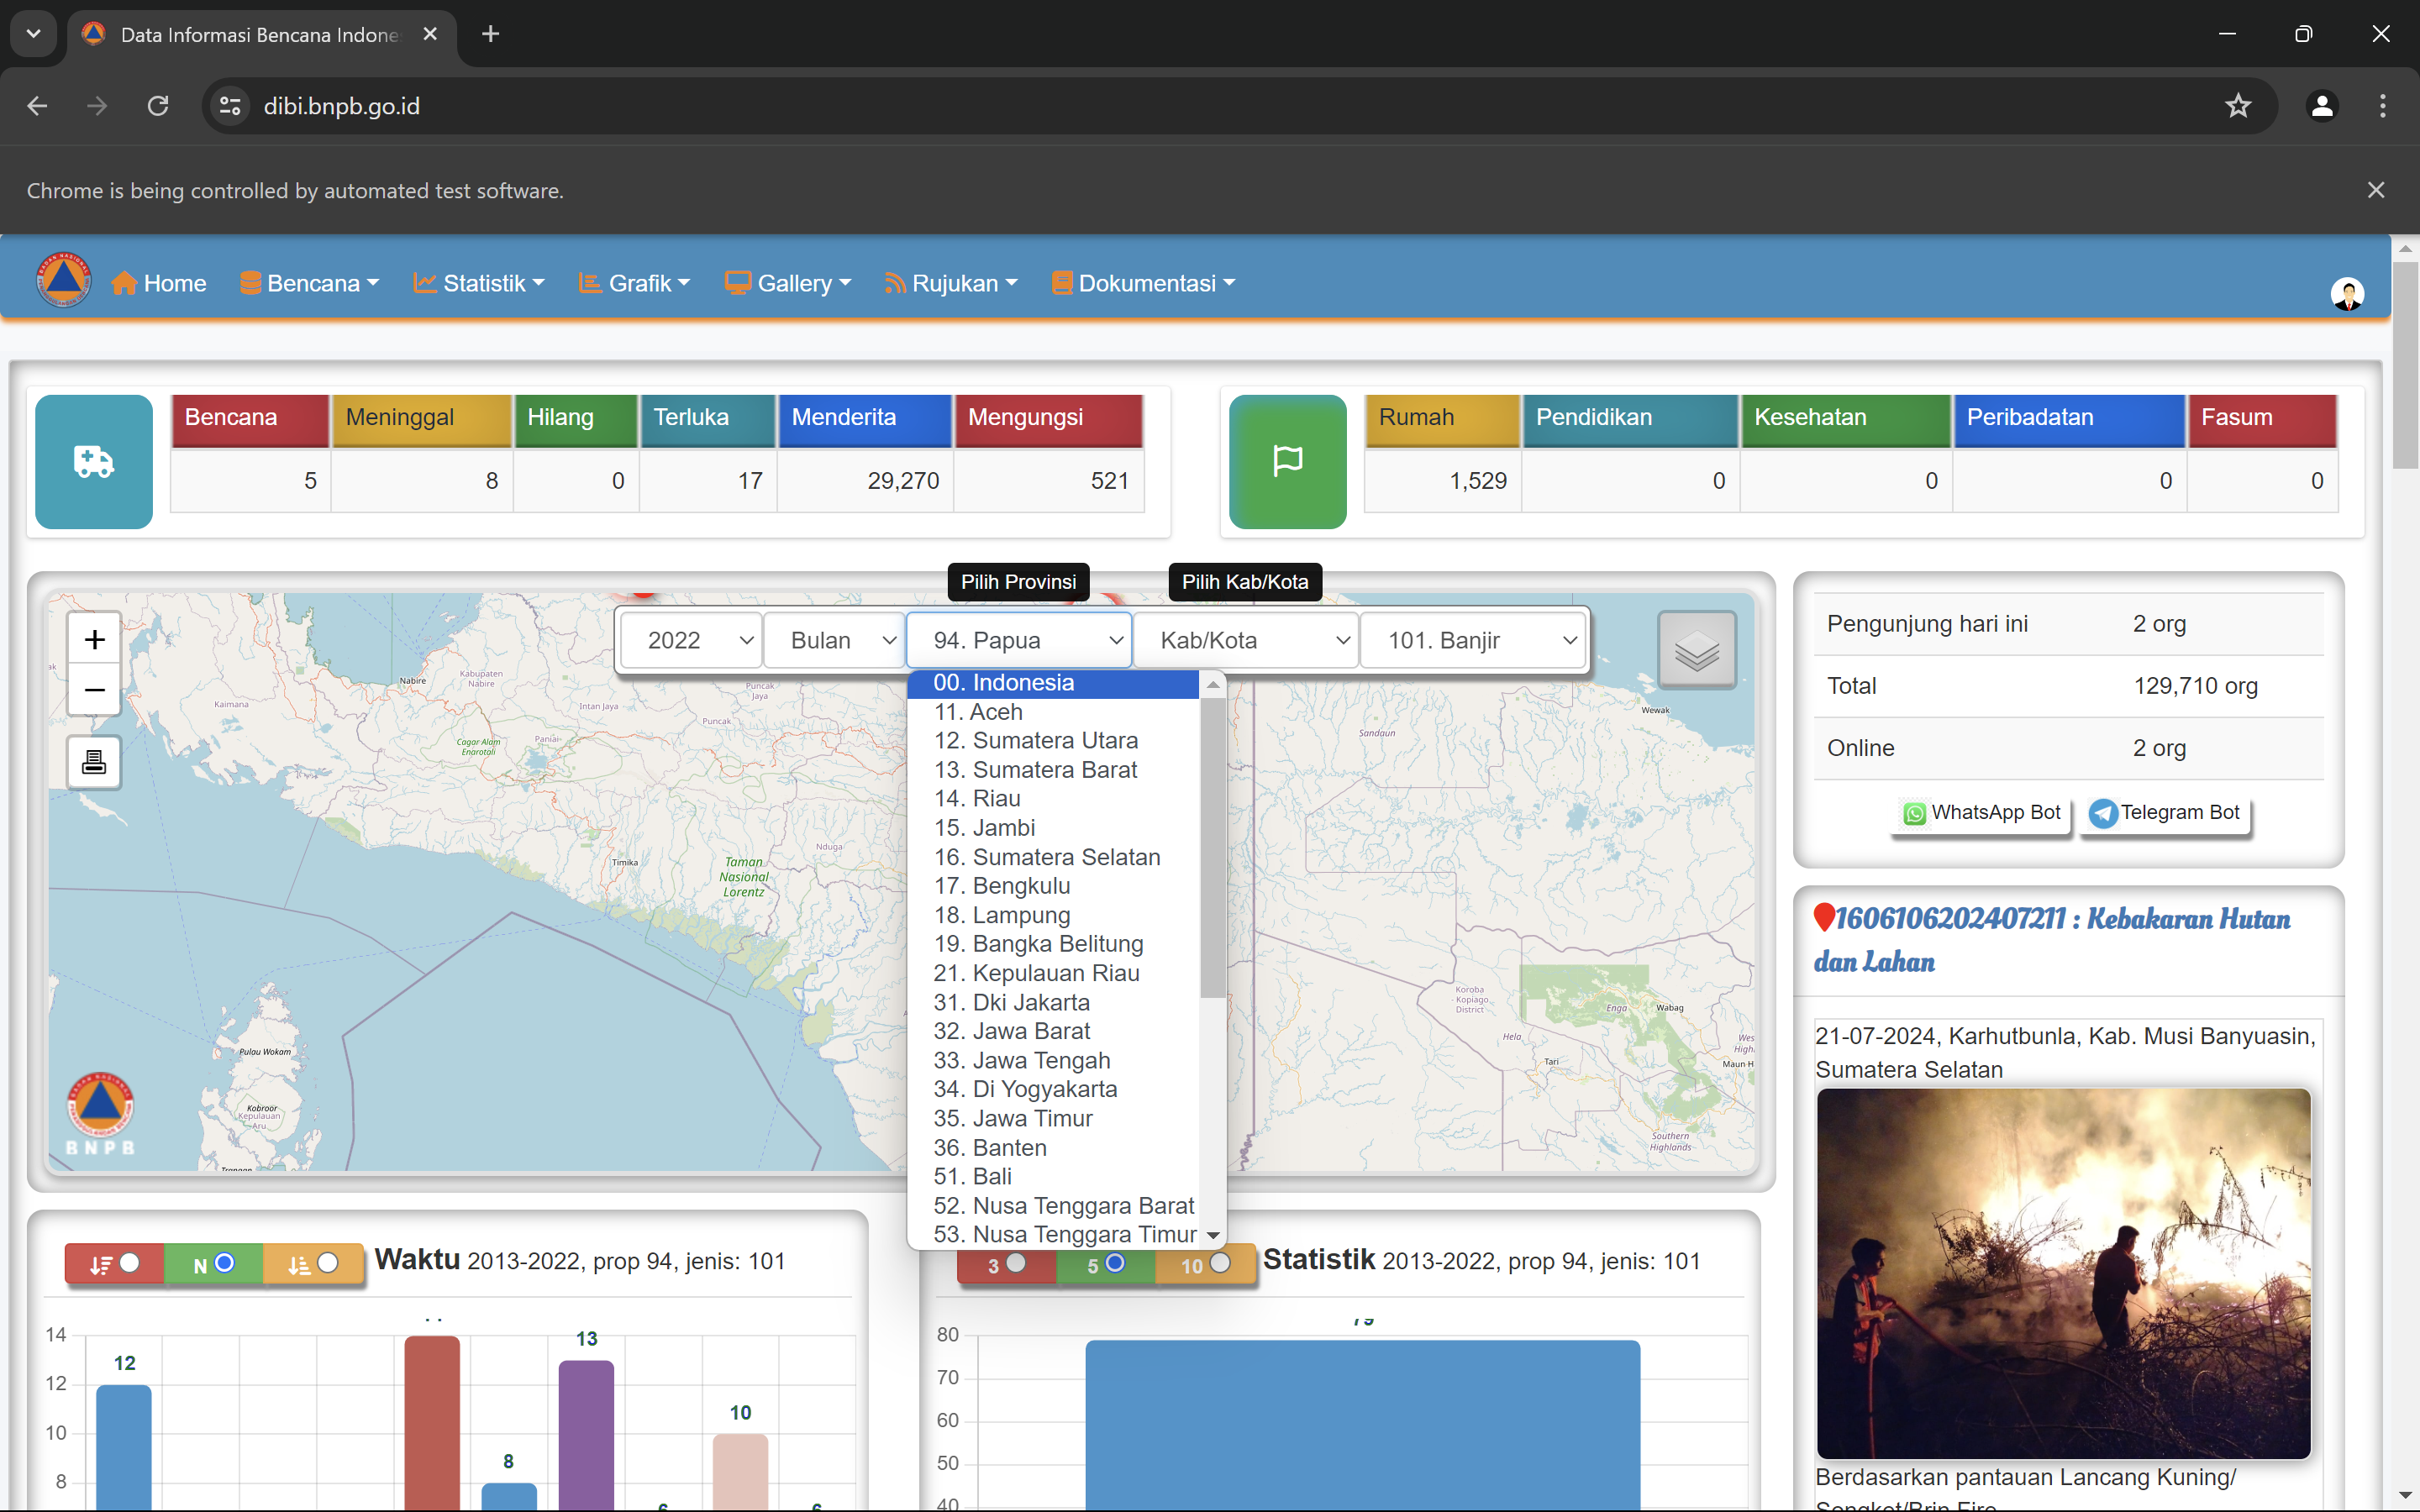 Data Informasi Bencana Indone
dibi.bnpb.go.id
Chrome is being controlled by automated test software.
Home Bencana Statistik Grafik Gallery Rujukan Dokumentasi
Bencana Meninggal Hilang Terluka Menderita Mengungsi
5 8 0 17 29,270 521
Rumah Pendidikan Kesehatan Peribadatan Fasum
1,529 0 0 0 0
Pilih Provinsi Pilih Kab/Kota
2022 Bulan 94. Papua Kab/Kota 101. Banjir
00. Indonesia
11. Aceh
12. Sumatera Utara
13. Sumatera Barat
14. Riau
15. Jambi
16. Sumatera Selatan
17. Bengkulu
18. Lampung
19. Bangka Belitung
21. Kepulauan Riau
31. Dki Jakarta
32. Jawa Barat
33. Jawa Tengah
34. Di Yogyakarta
35. Jawa Timur
36. Banten
51. Bali
52. Nusa Tenggara Barat
53. Nusa Tenggara Timur
+
−
Nabire
Kabupaten
Nabire
Kaimana
Cagar Alam
Enarotali
Paniai
Intan Jaya
Puncak
Jaya
Puncak
Timika
Taman
Nasional
Lorentz
Nduga
Pulau Wokam
Kobroor
Kepulauan
Aru
Trangan
BNPB
Wewak
Sandaun
Koroba
- Kopiago
District
Enga
Wabag
Hela
Tari
Wes
High
Maun H
Southern
Highlands
Pengunjung hari ini 2 org
Total 129,710 org
Online 2 org
WhatsApp Bot Telegram Bot
1606106202407211 : Kebakaran Hutan
dan Lahan
21-07-2024, Karhutbunla, Kab. Musi Banyuasin,
Sumatera Selatan
Berdasarkan pantauan Lancang Kuning/
Songket/Brin Fire
N Waktu 2013-2022, prop 94, jenis: 101
14
12
10
8
12
8
13
10
6
6
3 5 10 Statistik 2013-2022, prop 94, jenis: 101
79
80
70
60
50
40